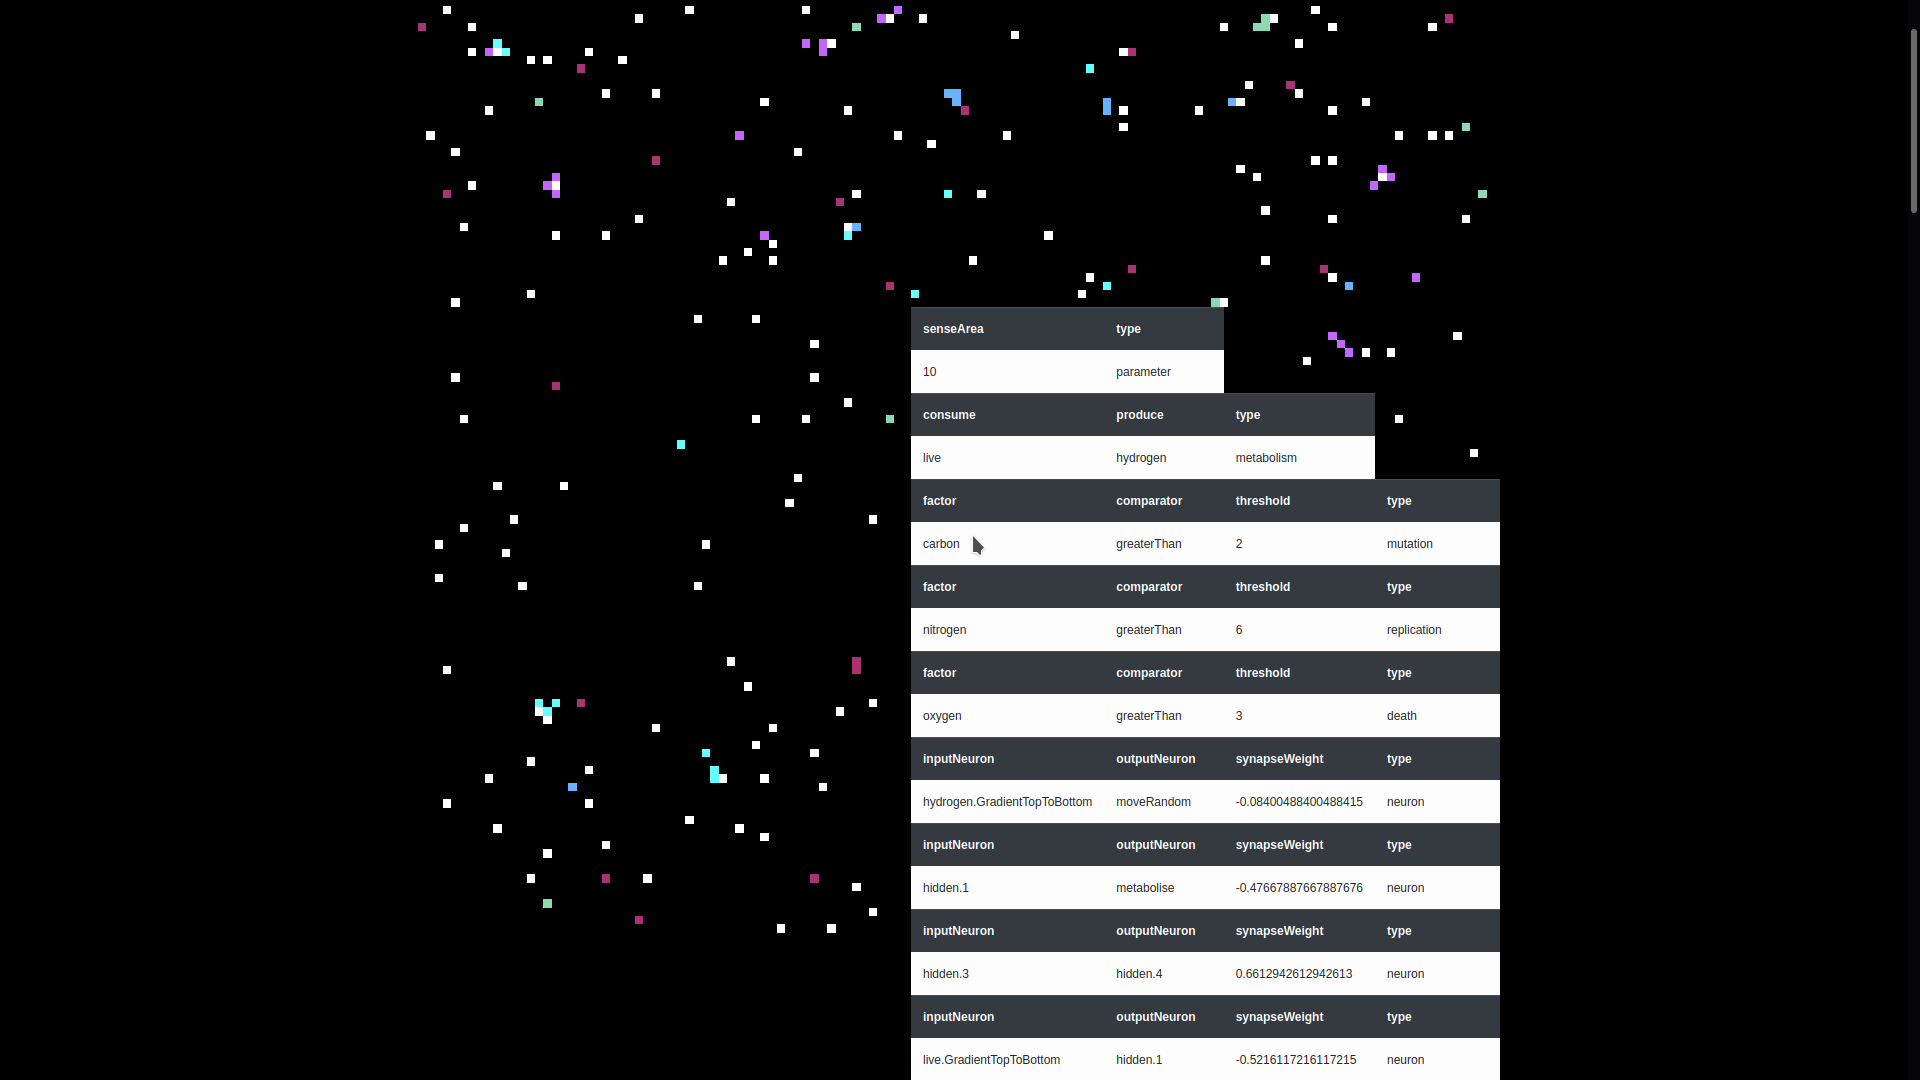 senseArea type
10 parameter
consume produce type
live hydrogen metabolism
factor comparator threshold type
carbon greaterThan 2 mutation
factor comparator threshold type
nitrogen greaterThan 6 replication
factor comparator threshold type
oxygen greaterThan 3 death
inputNeuron outputNeuron synapseWeight type
hydrogen.GradientTopToBottom moveRandom -0.08400488400488415 neuron
inputNeuron outputNeuron synapseWeight type
hidden.1 metabolise -0.47667887667887676 neuron
inputNeuron outputNeuron synapseWeight type
hidden.3 hidden.4 0.6612942612942613 neuron
inputNeuron outputNeuron synapseWeight type
live.GradientTopToBottom hidden.1 -0.5216117216117215 neuron